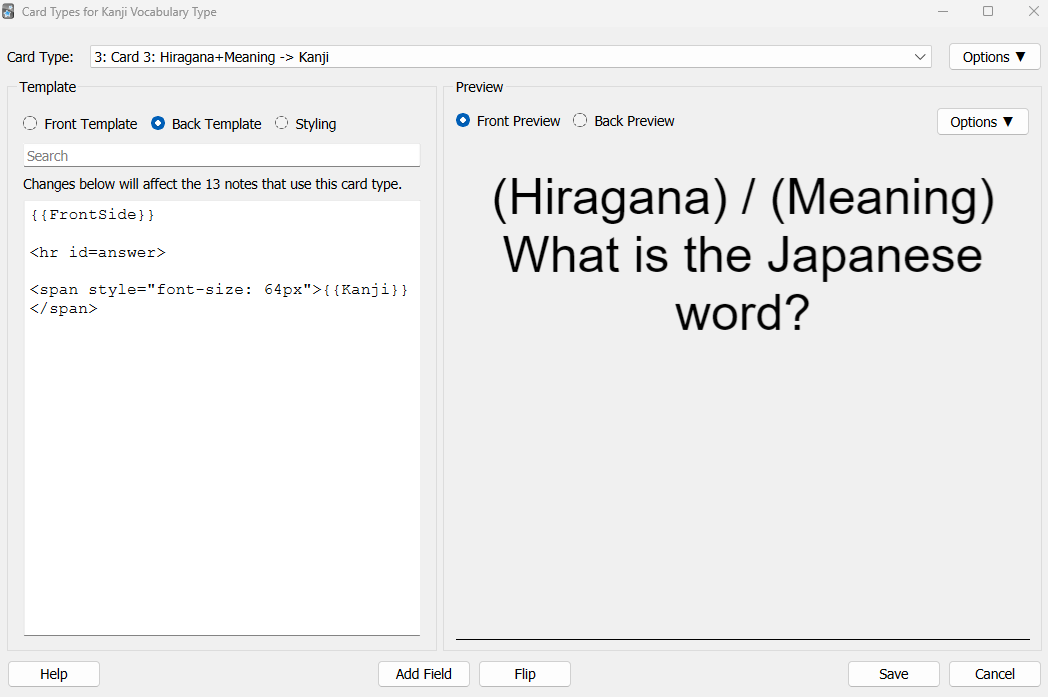 Card Types for Kanji Vocabulary Type
Card Type: 3: Card 3: Hiragana+Meaning -> Kanji Options ▼
Template
Front Template Back Template Styling
Search
Changes below will affect the 13 notes that use this card type.
{{FrontSide}}
<hr id=answer>
<span style="font-size: 64px">{{Kanji}}
</span>
Preview
Front Preview Back Preview
Options ▼
(Hiragana) / (Meaning)
What is the Japanese
word?
Help Add Field Flip Save Cancel